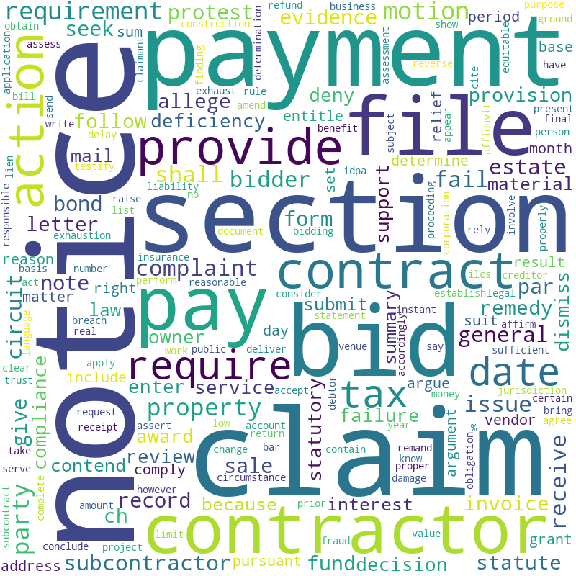 requirement
protest
evidence
motion
period
construction
refund
business
purpose
obtain
seek
sum
claimant
determination
show
ground
application
assess
payment
base
have
bill
allege
finding
exhaust
rule
assessment
reverse
equitable
cite
deny
provision
write
send
follow
amend
file
relief
appear
affidavit
present
final
person
action
lien
delay
deficiency
entitle
benefit
subject
determine
month
mail
testify
provide
notice
shall
bidder
set
idpa
support
fail
estate
material
responsible
bond
raise
liability
no
form
proceeding
corporation
rely
involve
properly
letter
list
exhaustion
document
bidding
section
reason
basis
number
insurance
reasonable
complaint
perform
consider
contract
par
result
ilcs
creditor
note
act
matter
right
submit
summary
accordingly
establish
legal
remedy
dismiss
circuit
clear
trust
language
breach
real
law
owner
day
statement
instant
suit
affirm
general
pay
bid
apply
work
public
deliver
venue
say
sufficient
include
require
date
compliance
give
enter
service
accept
debtor
argue
jurisdiction
request
property
statutory
tax
issue
certain
bring
receipt
assert
low
account
failure
money
vendor
agree
take
award
change
return
year
argument
obligation
receive
contend
review
sale
bar
contain
remand
know
claim
serve
comply
circumstance
proper
damage
party
subcontract
complete
amount
however
record
because
prior
interest
invoice
ch
contractor
conclude
project
limit
fraud
value
grant
address
subcontractor
pursuant
fund
decision
statute